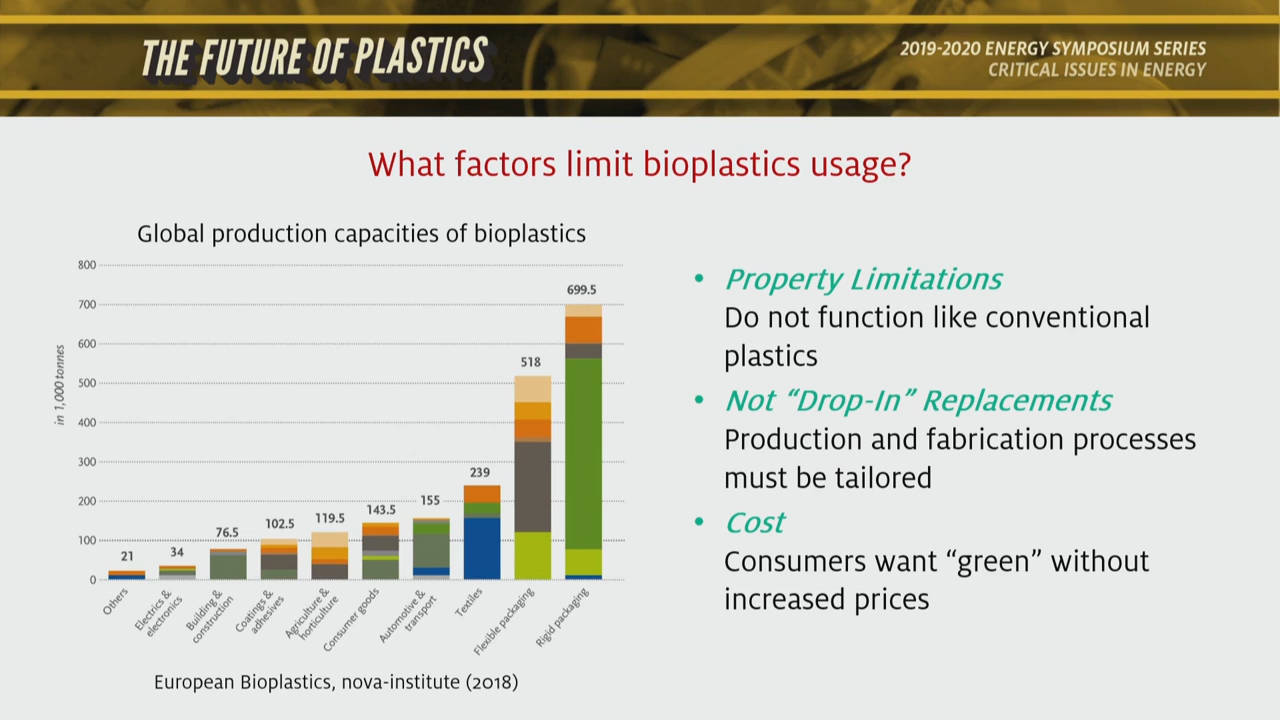 THE FUTURE OF PLASTICS
2019-2020 ENERGY SYMPOSIUM SERIES
CRITICAL ISSUES IN ENERGY
What factors limit bioplastics usage?
Global production capacities of bioplastics
in 1,000 tonnes
800
700
600
500
400
300
200
100
0
21
34
76.5
102.5
119.5
143.5
155
239
518
699.5
Others
Electrics &
electronics
Building &
construction
Coatings &
adhesives
Agriculture &
horticulture
Consumer goods
Automotive &
transport
Textiles
Flexible packaging
Rigid packaging
European Bioplastics, nova-institute (2018)
• Property Limitations
Do not function like conventional
plastics
• Not “Drop-In” Replacements
Production and fabrication processes
must be tailored
• Cost
Consumers want “green” without
increased prices